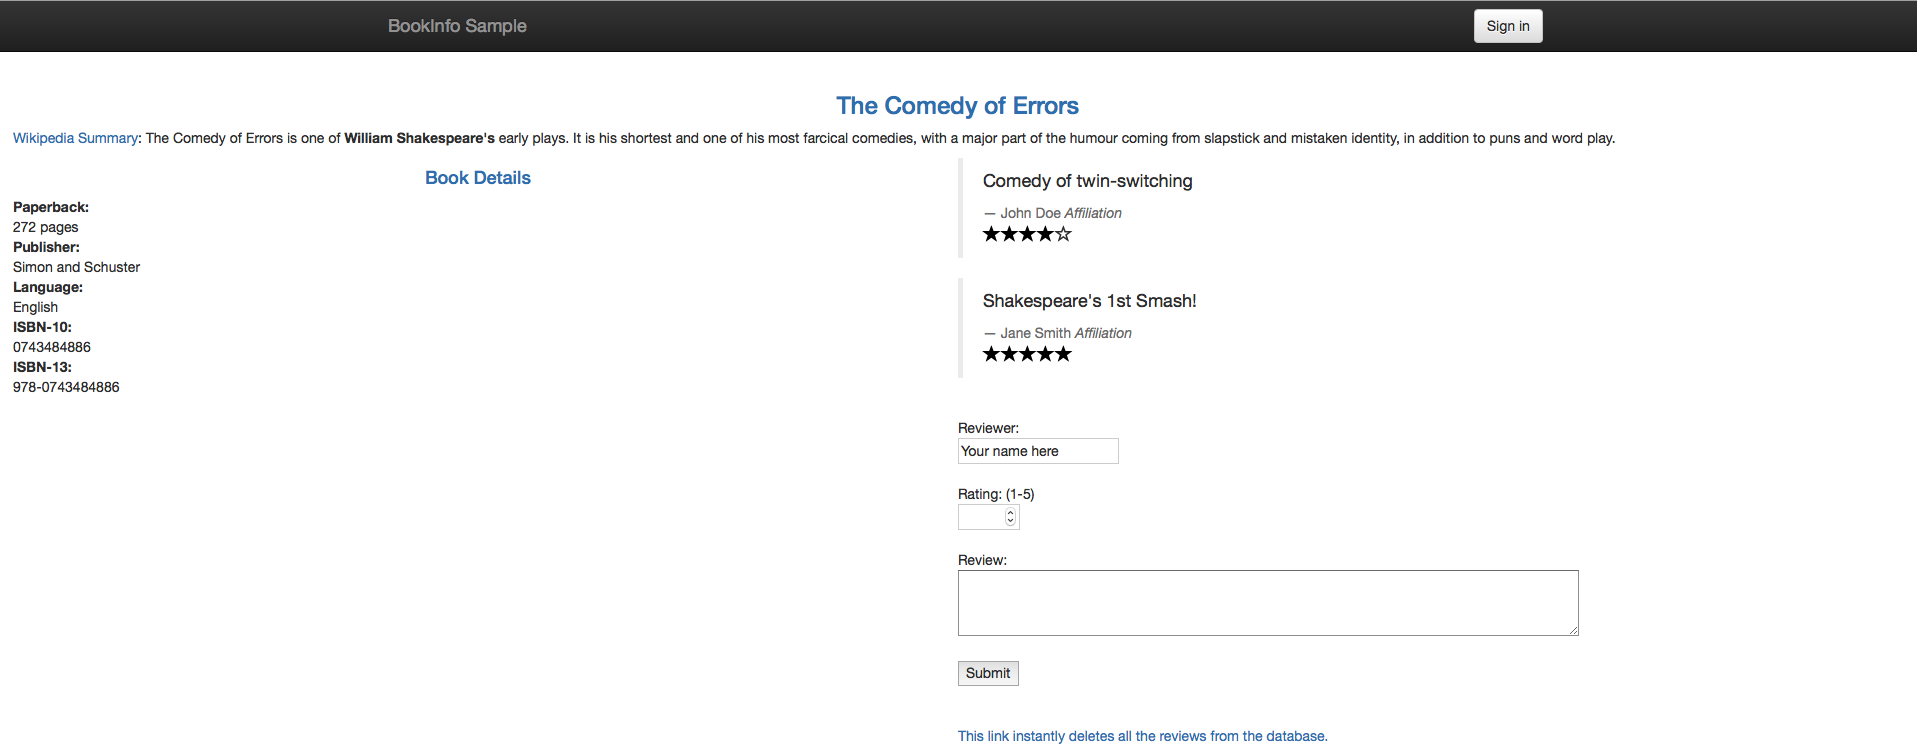 BookInfo Sample
Sign in
The Comedy of Errors
Wikipedia Summary: The Comedy of Errors is one of William Shakespeare's early plays. It is his shortest and one of his most farcical comedies, with a major part of the humour coming from slapstick and mistaken identity, in addition to puns and word play.
Book Details
Paperback:
272 pages
Publisher:
Simon and Schuster
Language:
English
ISBN-10:
0743484886
ISBN-13:
978-0743484886
Comedy of twin-switching
— John Doe Affiliation
★★★★☆
Shakespeare's 1st Smash!
— Jane Smith Affiliation
★★★★★
Reviewer:
Your name here
Rating: (1-5)
Review:
Submit
This link instantly deletes all the reviews from the database.